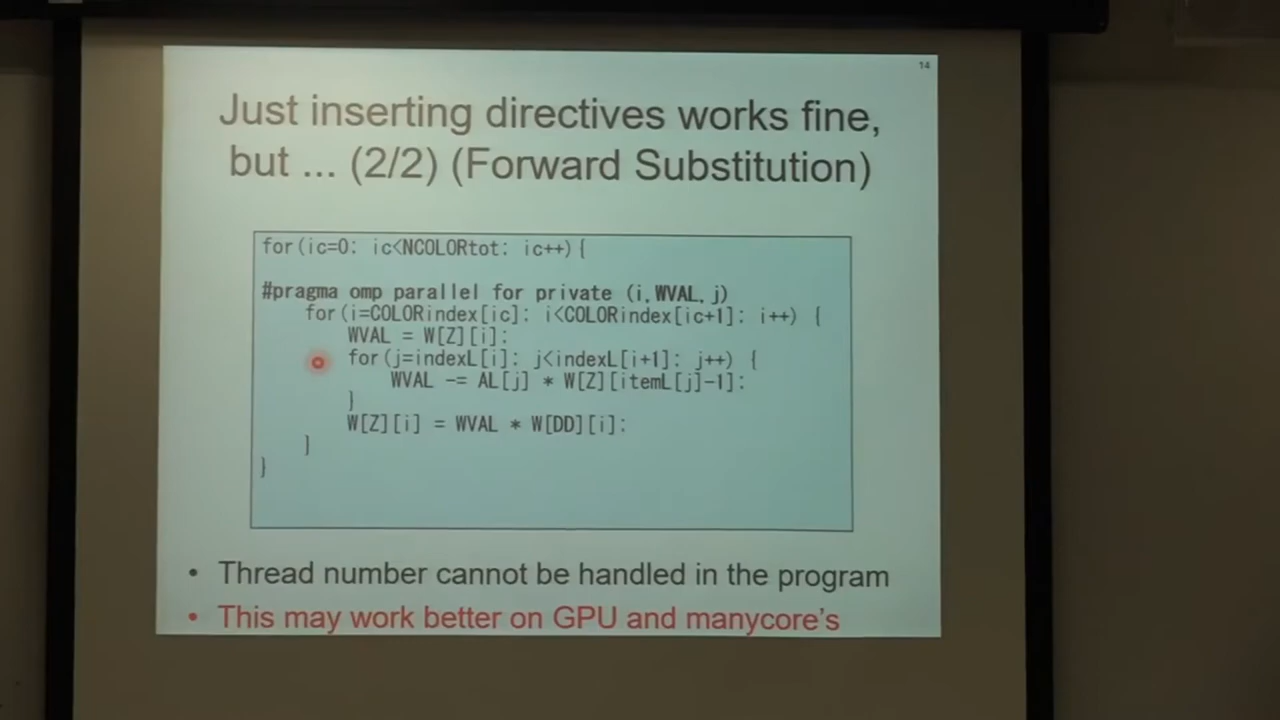 14
Just inserting directives works fine,
but ... (2/2) (Forward Substitution)
for(ic=0; ic<NCOLORtot; ic++){
#pragma omp parallel for private (i,WVAL,j)
for(i=COLORindex[ic]; i<COLORindex[ic+1]; i++) {
WVAL = W[Z][i];
for(j=indexL[i]; j<indexL[i+1]; j++) {
WVAL -= AL[j] * W[Z][itemL[j]-1];
}
W[Z][i] = WVAL * W[DD][i];
}
}
• Thread number cannot be handled in the program
• This may work better on GPU and manycore’s